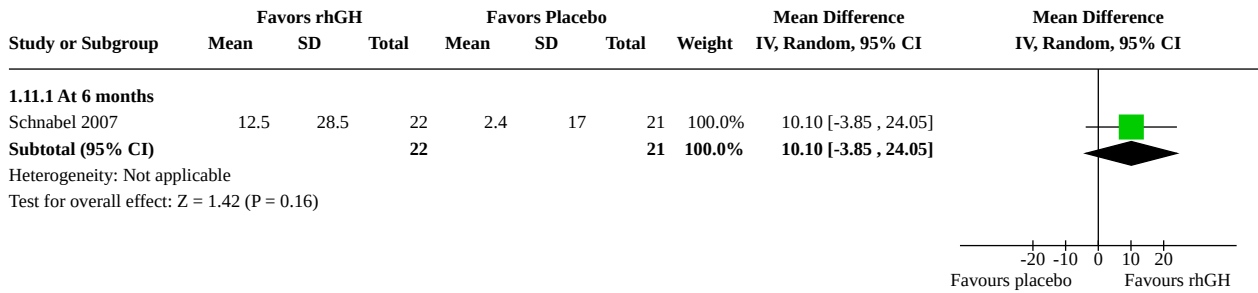 Favors rhGH Favors Placebo Mean Difference Mean Difference
Study or Subgroup Mean SD Total Mean SD Total Weight IV, Random, 95% CI IV, Random, 95% CI
1.11.1 At 6 months
Schnabel 2007 12.5 28.5 22 2.4 17 21 100.0% 10.10 [-3.85 , 24.05]
Subtotal (95% CI) 22 21 100.0% 10.10 [-3.85 , 24.05]
Heterogeneity: Not applicable
Test for overall effect: Z = 1.42 (P = 0.16)
-20 -10 0 10 20
Favours placebo Favours rhGH